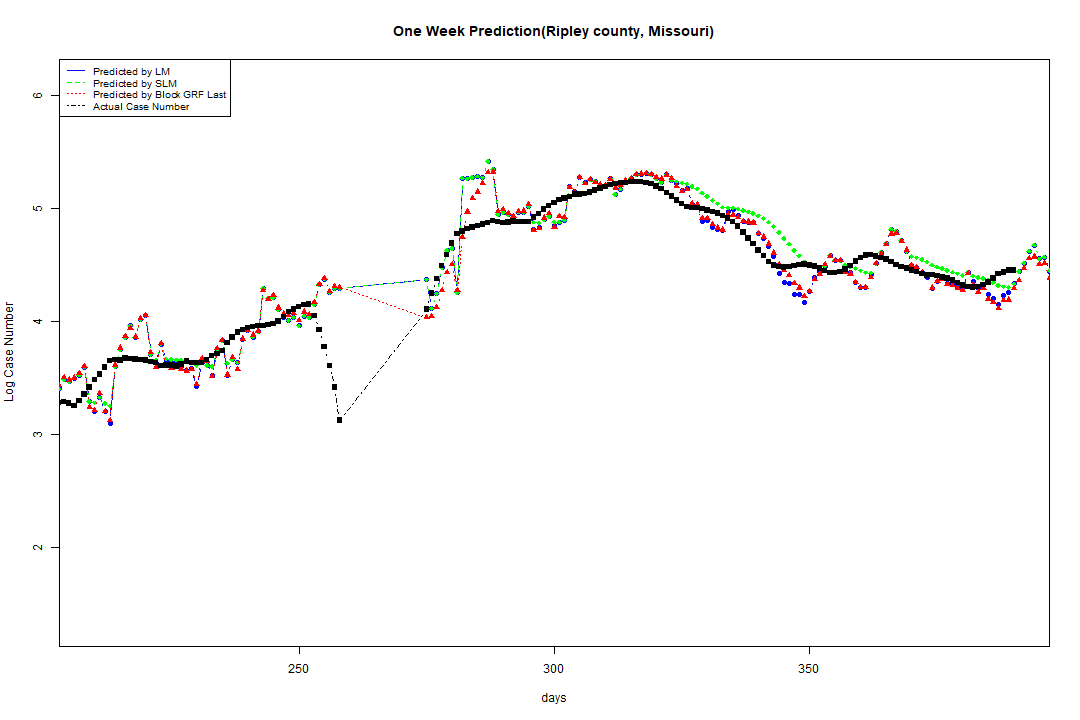 One Week Prediction(Ripley county, Missouri)
Predicted by LM
Predicted by SLM
Predicted by Block GRF Last
Actual Case Number
6
5
4
3
2
Log Case Number
250
300
350
days